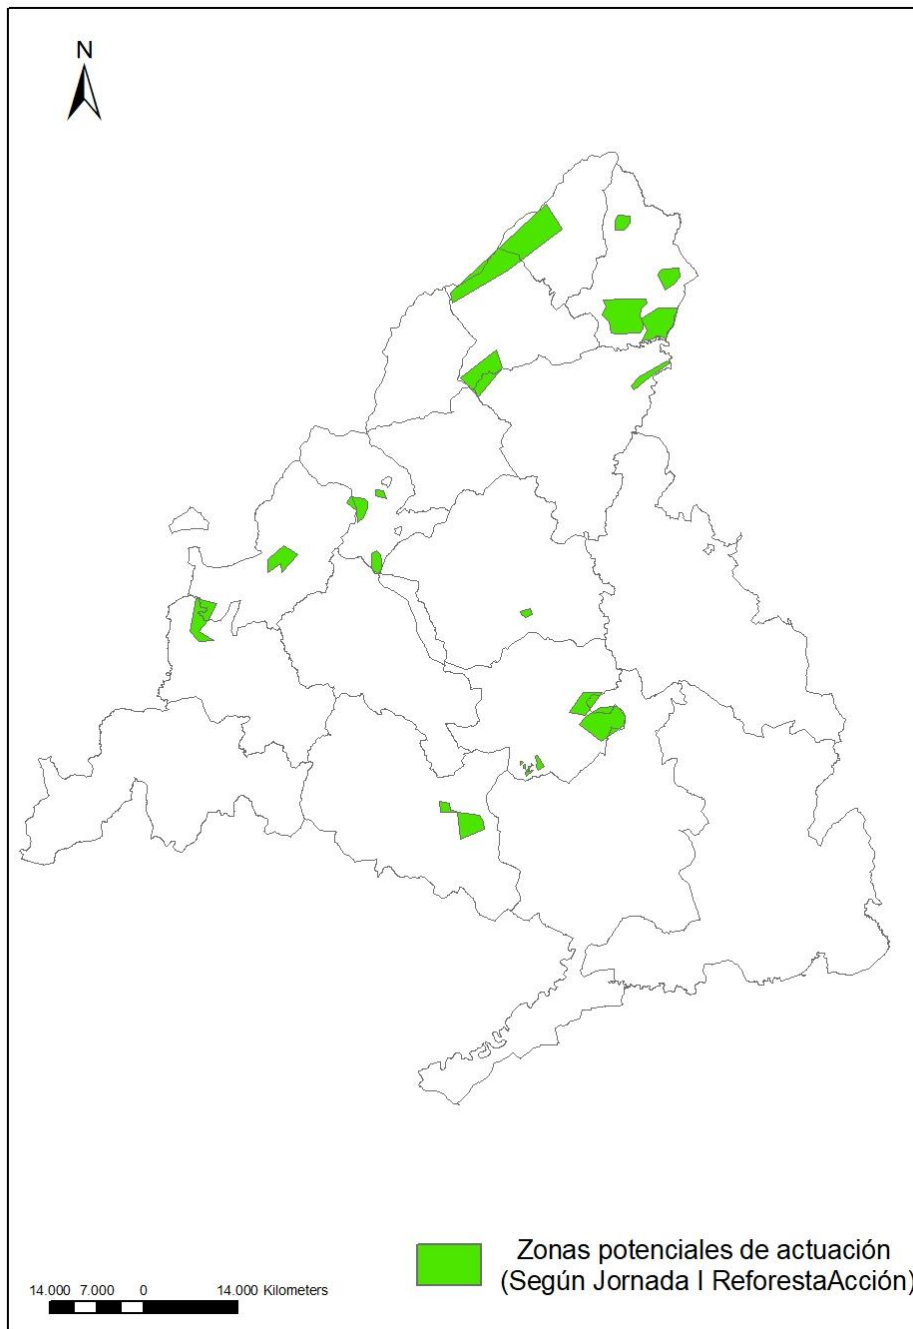 N
Zonas potenciales de actuación
(Según Jornada I ReforestaAcción)
14.000 7.000 0 14.000 Kilometers